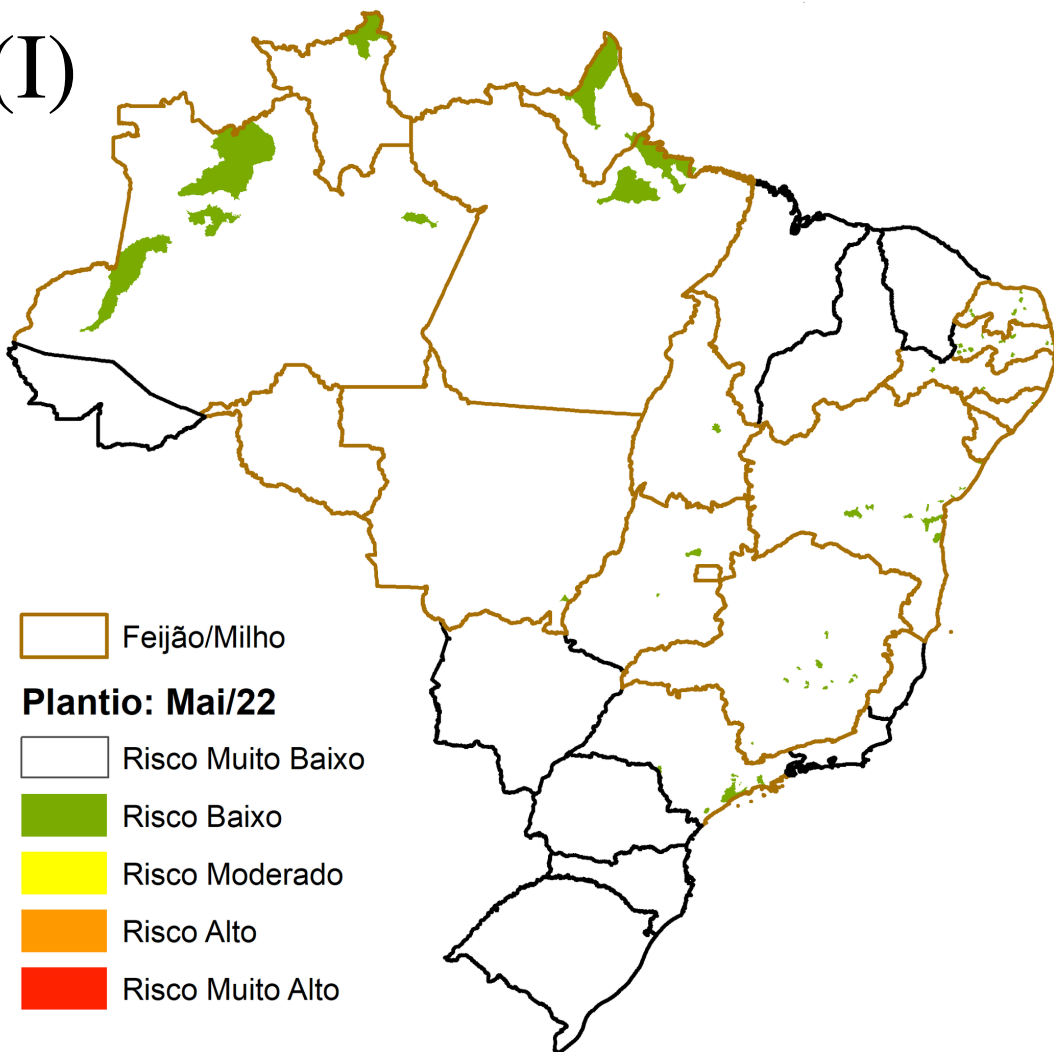 (I)
Feijão/Milho
Plantio: Mai/22
Risco Muito Baixo
Risco Baixo
Risco Moderado
Risco Alto
Risco Muito Alto